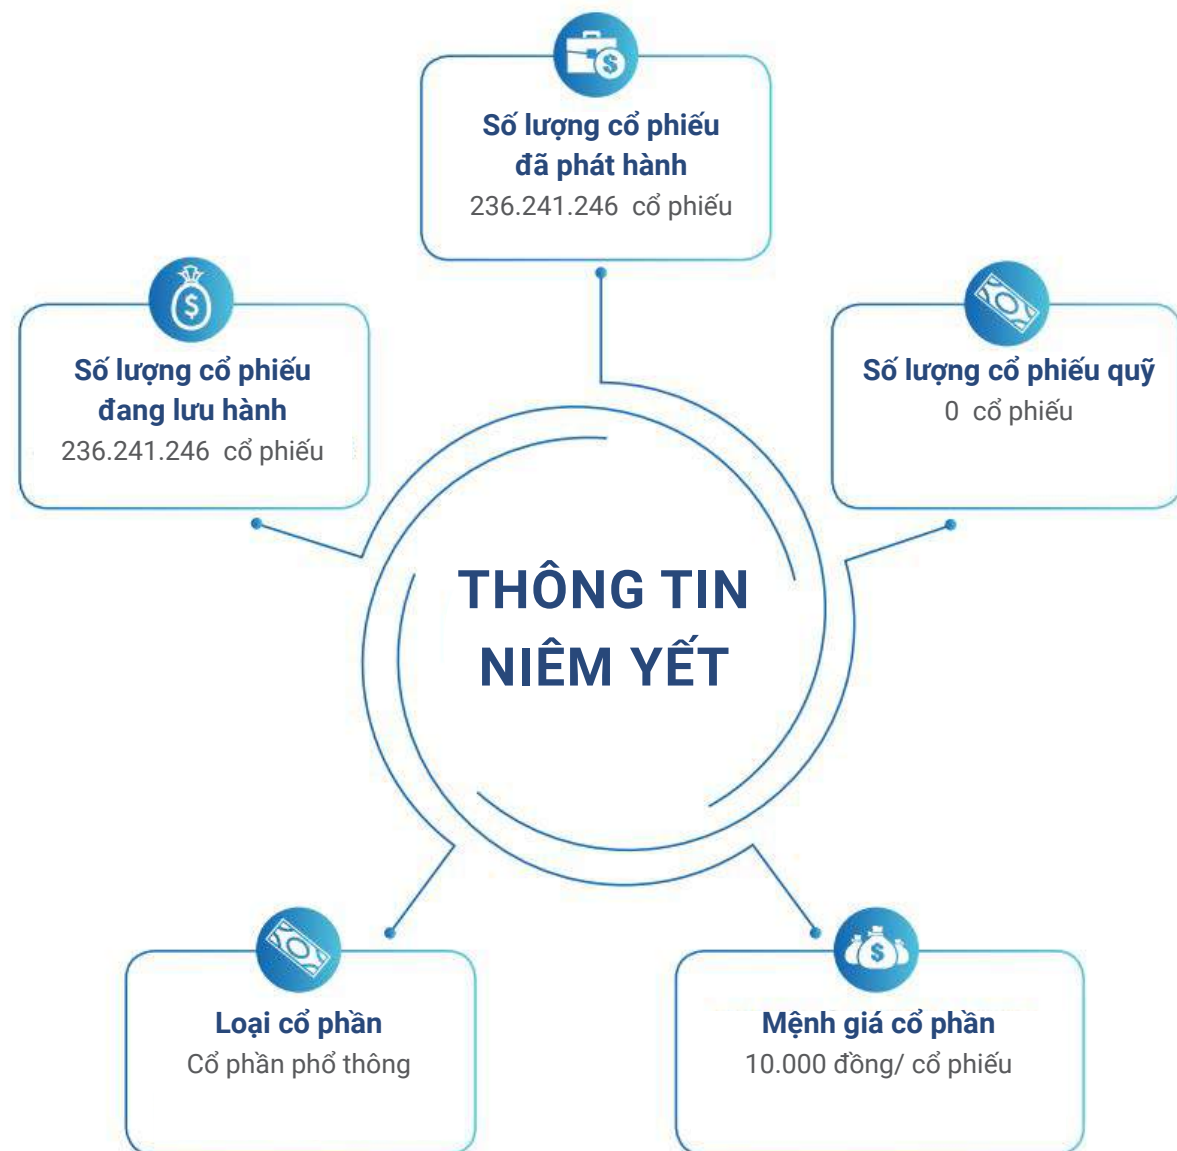 Số lượng cổ phiếu
đã phát hành
236.241.246 cổ phiếu
Số lượng cổ phiếu
đang lưu hành
236.241.246 cổ phiếu
Số lượng cổ phiếu quỹ
0 cổ phiếu
THÔNG TIN
NIÊM YẾT
Loại cổ phần
Cổ phần phổ thông
Mệnh giá cổ phần
10.000 đồng/ cổ phiếu